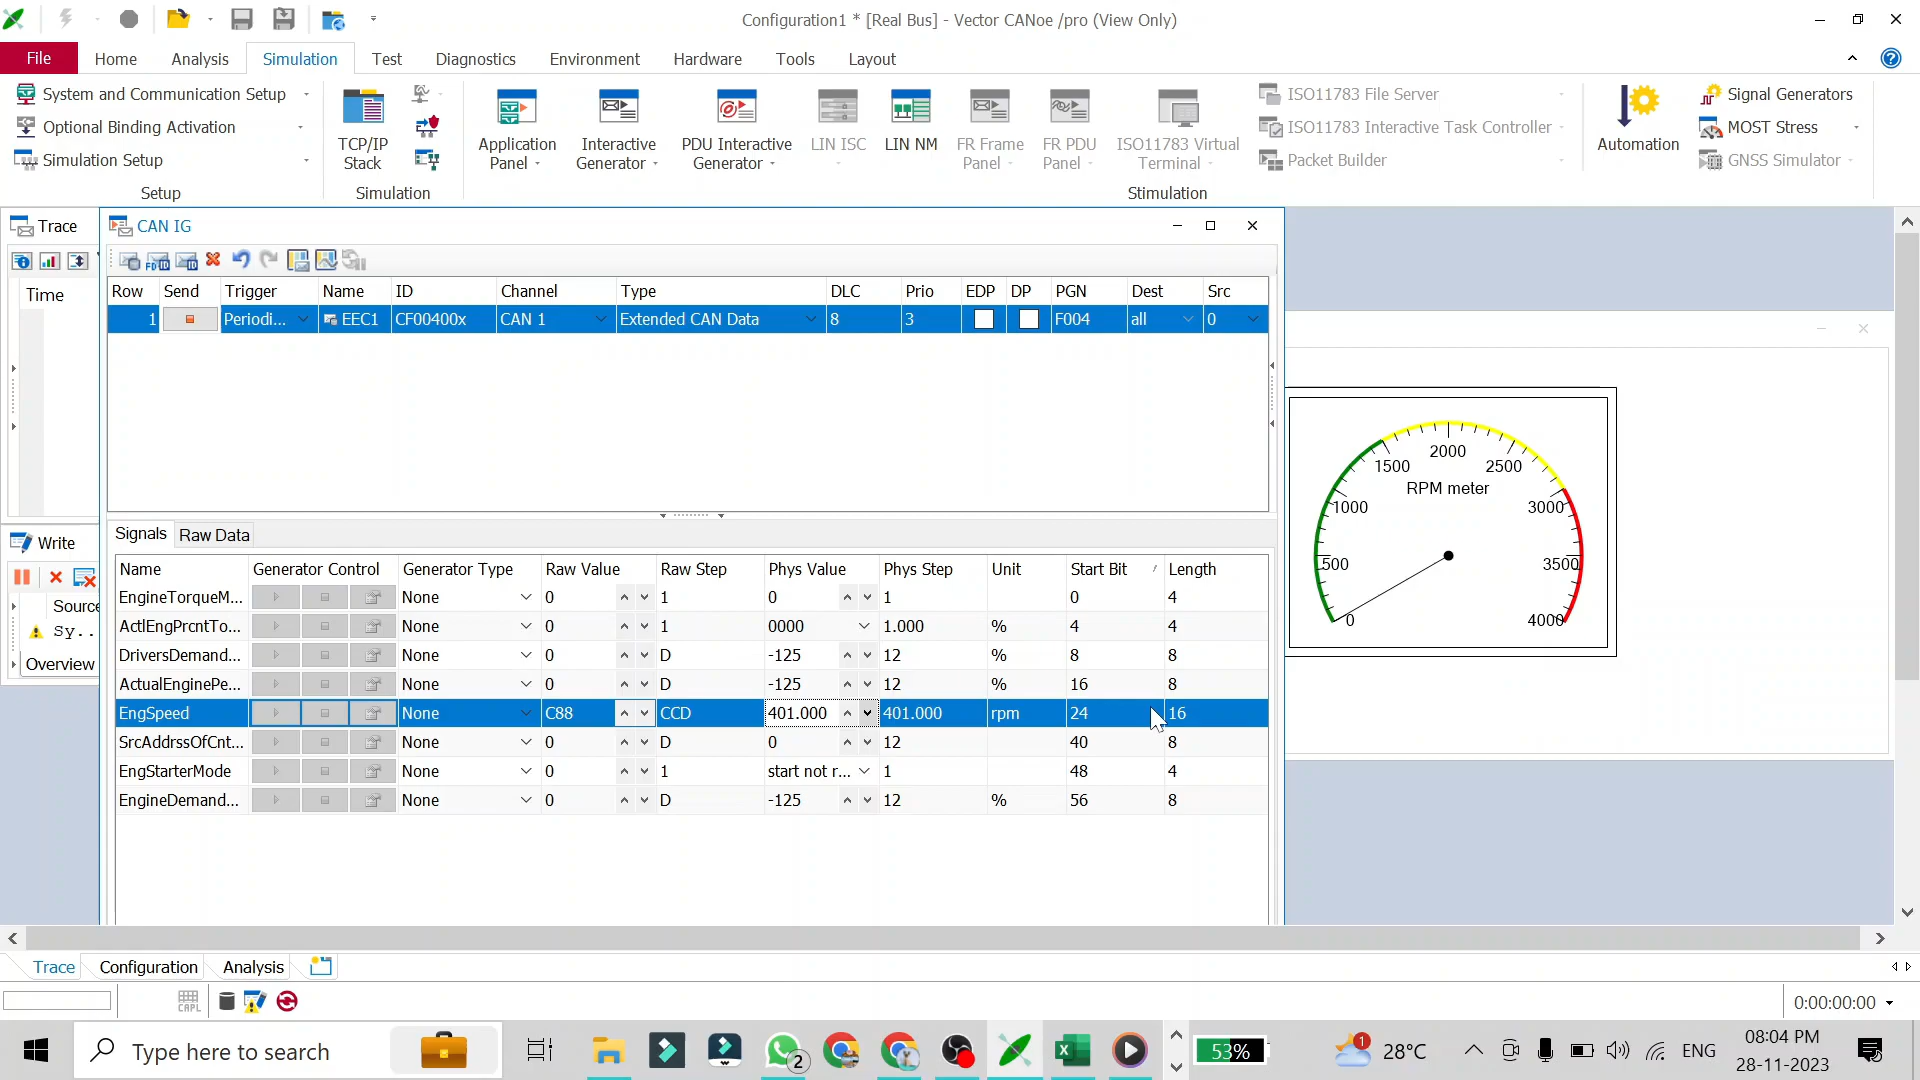 Configuration1 * [Real Bus] - Vector CANoe /pro (View Only)
File Home Analysis Simulation Test Diagnostics Environment Hardware Tools Layout
System and Communication Setup
Optional Binding Activation
Simulation Setup
Setup
TCP/IP Stack
Simulation
Application Panel
Interactive Generator
PDU Interactive Generator
LIN ISC
LIN NM
FR Frame Panel
FR PDU Panel
ISO11783 Virtual Terminal
Stimulation
ISO11783 File Server
ISO11783 Interactive Task Controller
Packet Builder
Automation
Signal Generators
MOST Stress
GNSS Simulator
Trace
Time
Write
Source
Sy..
Overview
CAN IG
Row Send Trigger Name ID Channel Type DLC Prio EDP DP PGN Dest Src
1 Periodi... EEC1 CF00400x CAN 1 Extended CAN Data 8 3 F004 all 0
Signals Raw Data
Name Generator Control Generator Type Raw Value Raw Step Phys Value Phys Step Unit Start Bit Length
EngineTorqueM... None 0 1 0 1 0 4
ActlEngPrcntTo... None 0 1 0000 1.000 % 4 4
DriversDemand... None 0 D -125 12 % 8 8
ActualEnginePe... None 0 D -125 12 % 16 8
EngSpeed None C88 CCD 401.000 401.000 rpm 24 16
SrcAddrssOfCnt... None 0 D 0 12 40 8
EngStarterMode None 0 1 start not r... 1 48 4
EngineDemand... None 0 D -125 12 % 56 8
2000
1500 2500
RPM meter
1000 3000
500 3500
0 4000
Trace Configuration Analysis
CAPL
0:00:00:00
Type here to search
2
53%
1
28°C
ENG
08:04 PM
28-11-2023